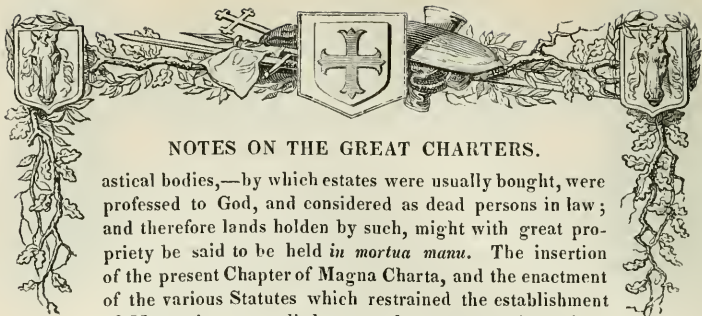 NOTES ON THE GREAT CHARTERS.
astical bodies,—by which estates were usually bought, were
professed to God, and considered as dead persons in law;
and therefore lands holden by such, might with great pro-
priety be said to be held in mortua manu. The insertion
of the present Chapter of Magna Charta, and the enactment
of the various Statutes which restrained the establishment